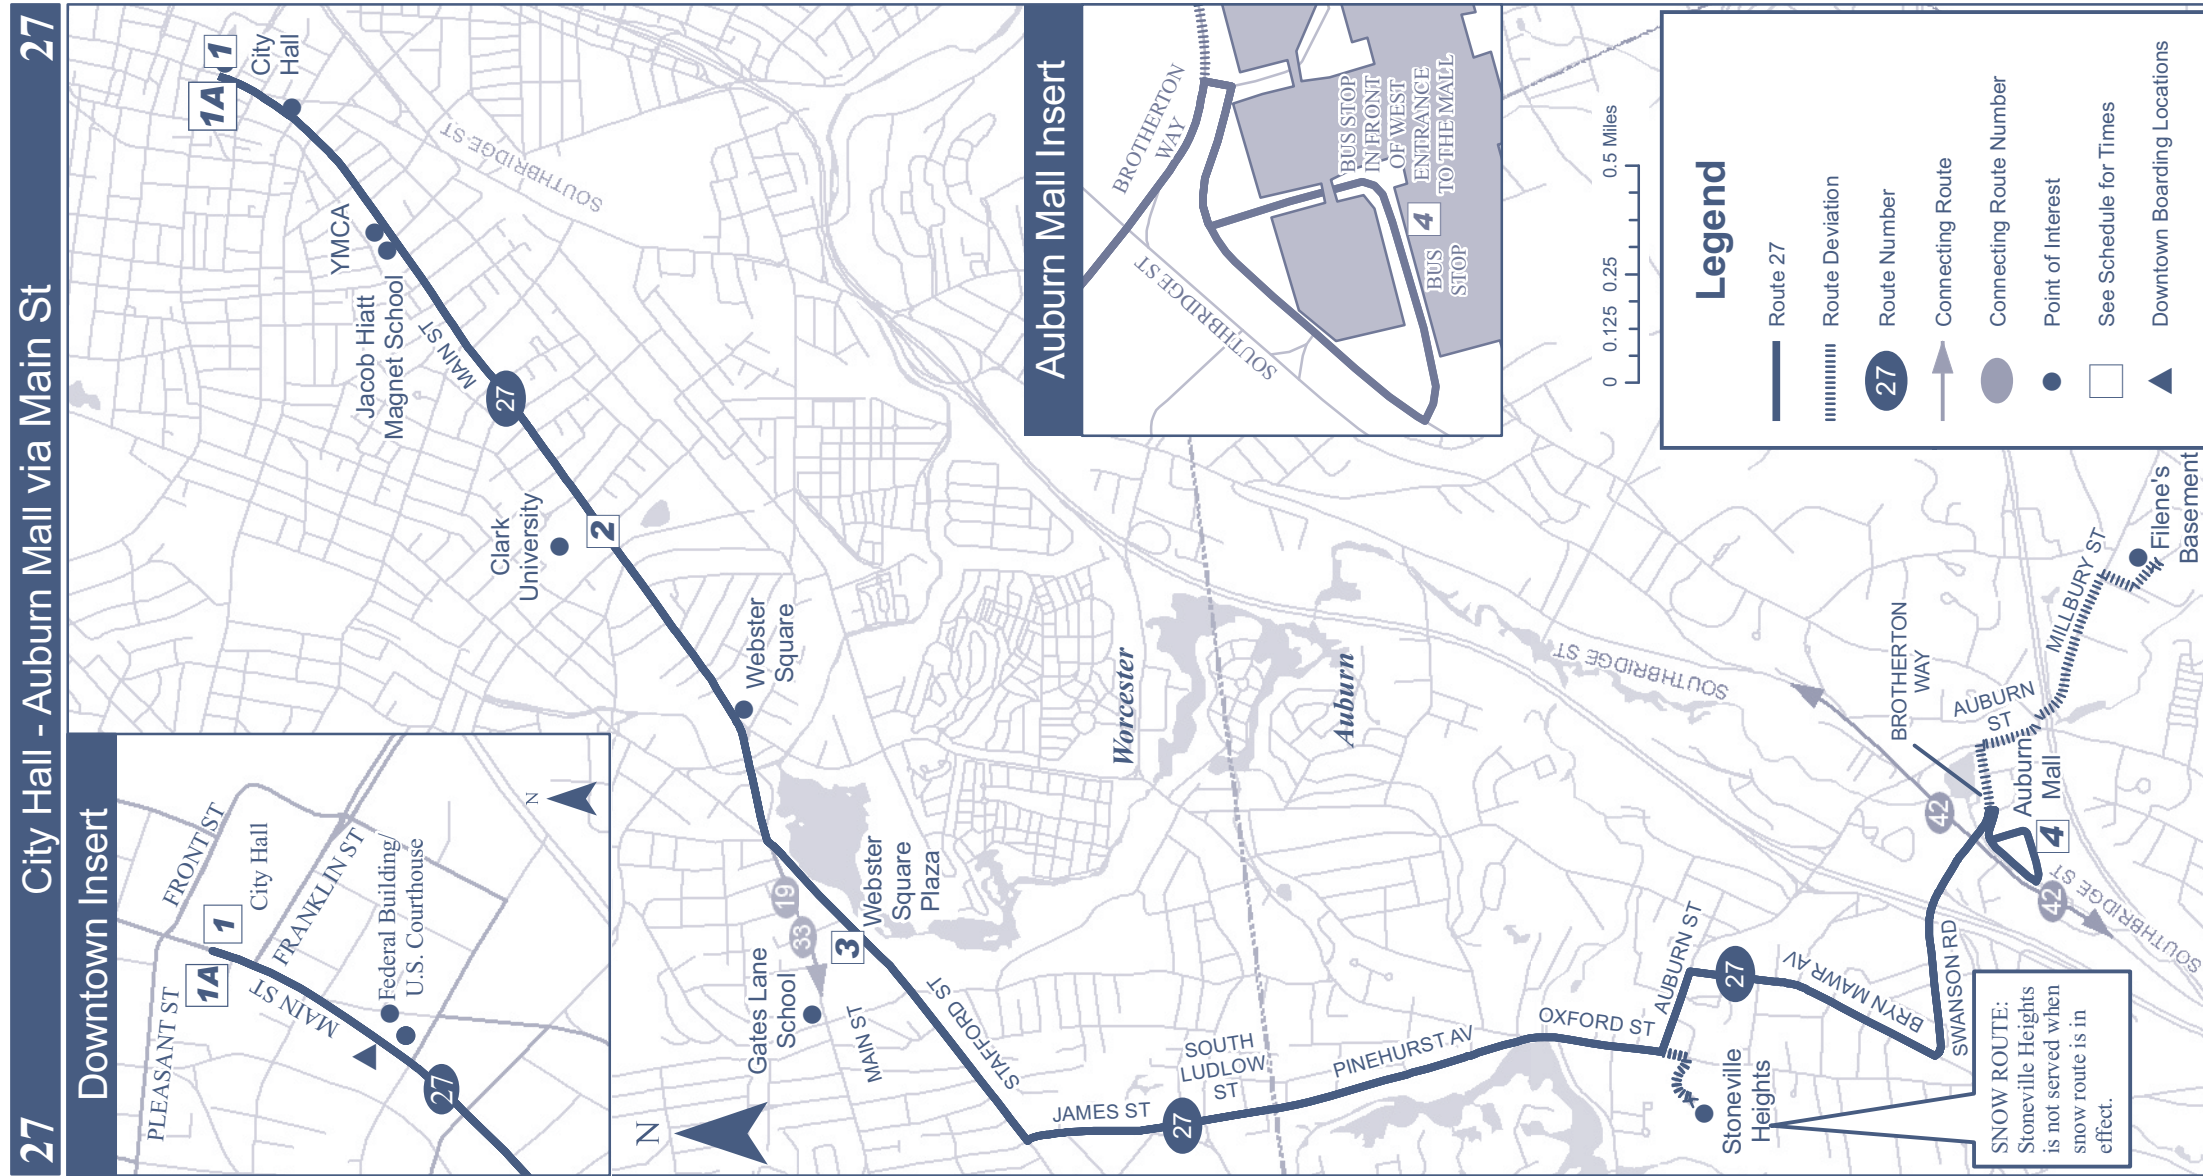 27 City Hall - Auburn Mall via Main St 27
Downtown Insert
PLEASANT ST
FRONT ST
FRANKLIN ST
MAIN ST
1A
1
City Hall
Federal Building/
U.S. Courthouse
27
N
1A
1
City
Hall
SOUTHBRIDGE ST
YMCA
Jacob Hiatt
Magnet School
MAIN ST
27
Clark
University
2
Webster
Square
Webster
Square
Plaza
19
33
3
Gates Lane
School
MAIN ST
STAFFORD ST
N
JAMES ST
27
SOUTH
LUDLOW
ST
PINEHURST AV
OXFORD ST
AUBURN ST
27
BRYN MAWR AV
SWANSON RD
Stoneville
Heights
SNOW ROUTE:
Stoneville Heights
is not served when
snow route is in
effect.
Worcester
Auburn
SOUTHBRIDGE ST
42
42
SOUTHBRIDGE ST
BROTHERTON
WAY
AUBURN
ST
Auburn
Mall
4
MILLBURY ST
Filene's
Basement
Auburn Mall Insert
BROTHERTON
WAY
SOUTHBRIDGE ST
BUS STOP
IN FRONT
OF WEST
ENTRANCE
TO THE MALL
4
BUS
STOP
0 0.125 0.25 0.5 Miles
Legend
Route 27
Route Deviation
27 Route Number
Connecting Route
Connecting Route Number
Point of Interest
See Schedule for Times
Downtown Boarding Locations